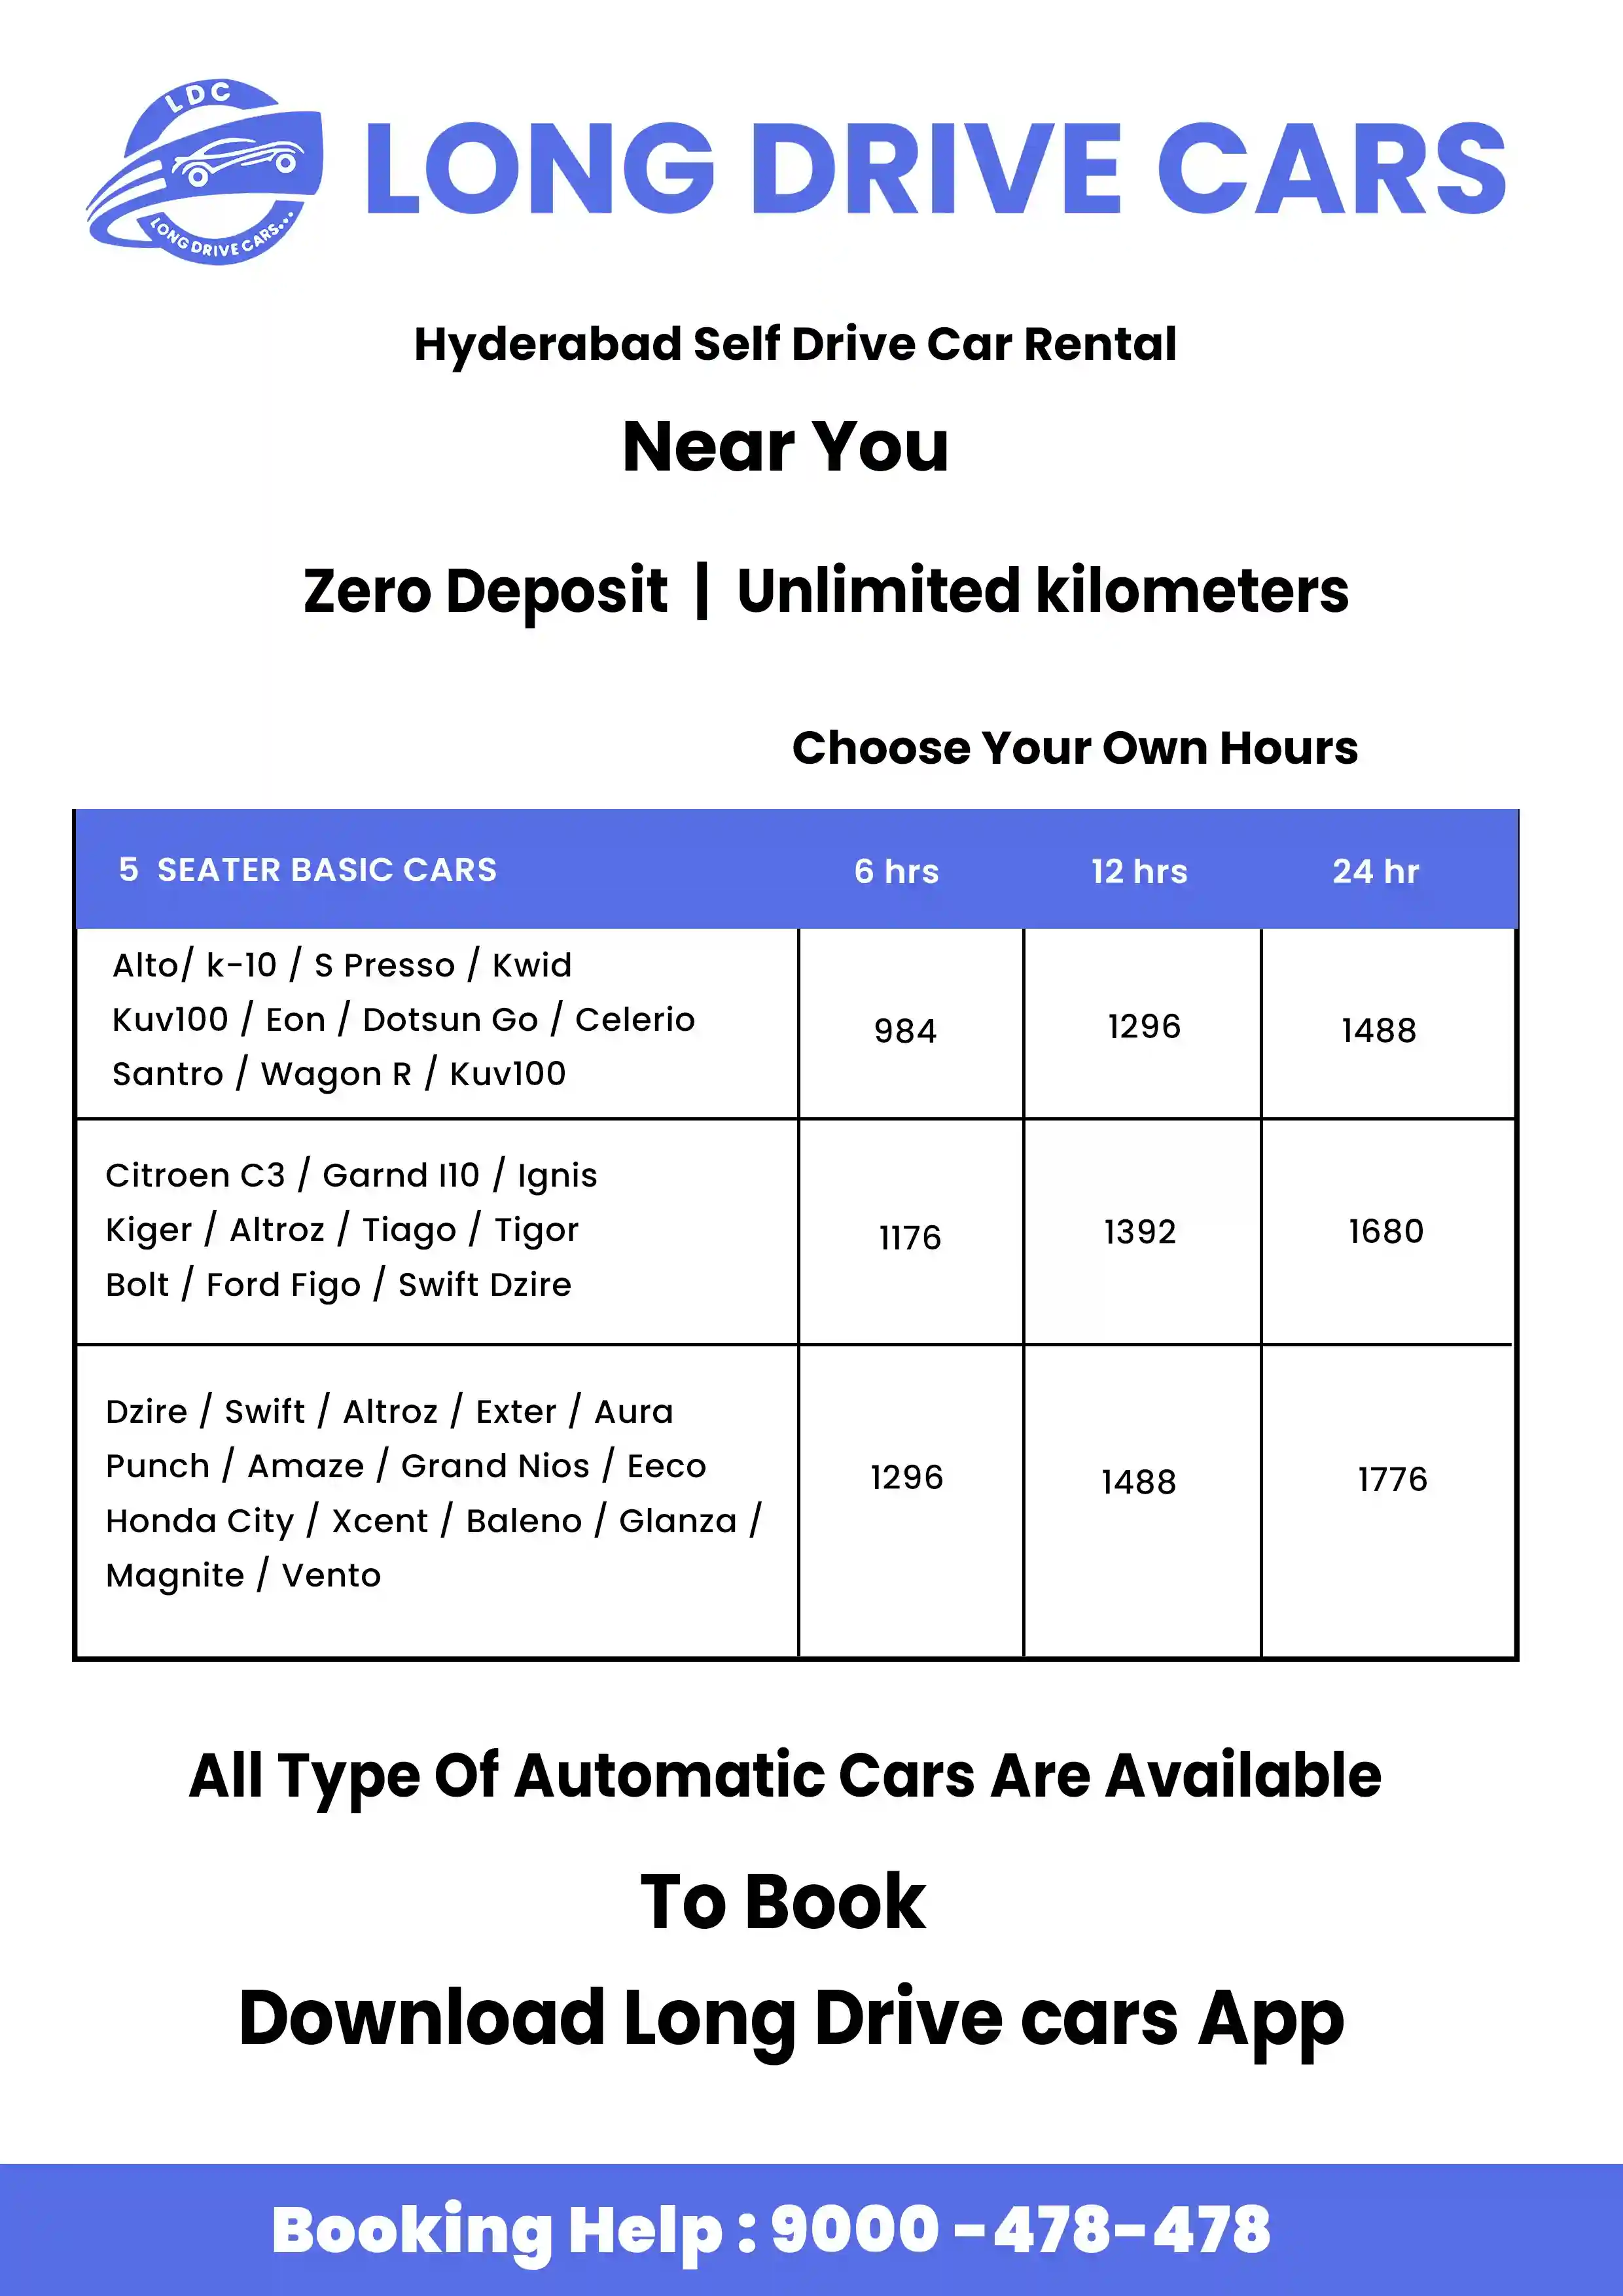 LDC
LONG DRIVE CARS...
LONG DRIVE CARS
Hyderabad Self Drive Car Rental
Near You
Zero Deposit | Unlimited kilometers
Choose Your Own Hours
5 SEATER BASIC CARS 6 hrs 12 hrs 24 hr
Alto/ k-10 / S Presso / Kwid
Kuv100 / Eon / Dotsun Go / Celerio
Santro / Wagon R / Kuv100
984 1296 1488
Citroen C3 / Garnd I10 / Ignis
Kiger / Altroz / Tiago / Tigor
Bolt / Ford Figo / Swift Dzire
1176 1392 1680
Dzire / Swift / Altroz / Exter / Aura
Punch / Amaze / Grand Nios / Eeco
Honda City / Xcent / Baleno / Glanza /
Magnite / Vento
1296 1488 1776
All Type Of Automatic Cars Are Available
To Book
Download Long Drive cars App
Booking Help : 9000 -478-478